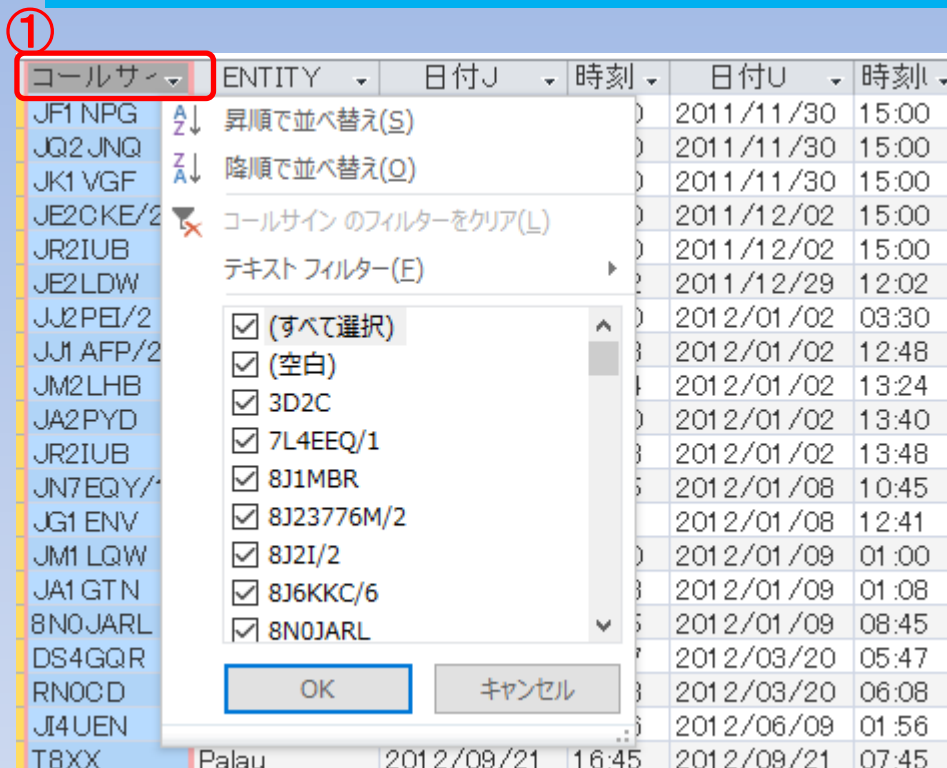 ①
コールサイ ENTITY 日付J 時刻 日付U 時刻
JF1NPG 2011/11/30 15:00
JQ2JNQ 2011/11/30 15:00
JK1VGF 2011/11/30 15:00
JE2CKE/2 2011/12/02 15:00
JR2IUB 2011/12/02 15:00
JE2LDW 2011/12/29 12:02
JJ2PEI/2 2012/01/02 03:30
JJ1AFP/2 2012/01/02 12:48
JM2LHB 2012/01/02 13:24
JA2PYD 2012/01/02 13:40
JR2IUB 2012/01/02 13:48
JN7EQY/ 2012/01/08 10:45
JG1ENV 2012/01/08 12:41
JM1LQW 2012/01/09 01:00
JA1GTN 2012/01/09 01:08
8N0JARL 2012/01/09 08:45
DS4GQR 2012/03/20 05:47
RN0CD 2012/03/20 06:08
JI4UEN 2012/06/09 01:56
T8XX Palau 2012/09/21 16:45 2012/09/21 07:45
昇順で並べ替え(S)
降順で並べ替え(O)
コールサイン のフィルターをクリア(L)
テキスト フィルター(F)
(すべて選択)
(空白)
3D2C
7L4EEQ/1
8J1MBR
8J23776M/2
8J2I/2
8J6KKC/6
8N0JARL
OK キャンセル